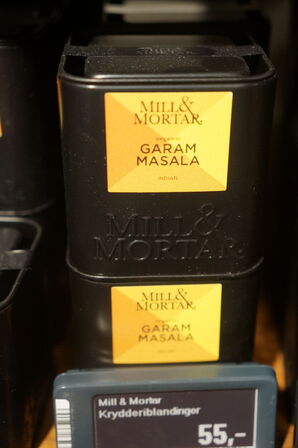 MILL&
MORTAR
organic
GARAM
MASALA
INDIAN
MILL&
MORTAR
MILL&
MORTAR
organic
GARAM
MASALA
INDIAN
Mill & Mortar
Krydderiblandinger
55,-